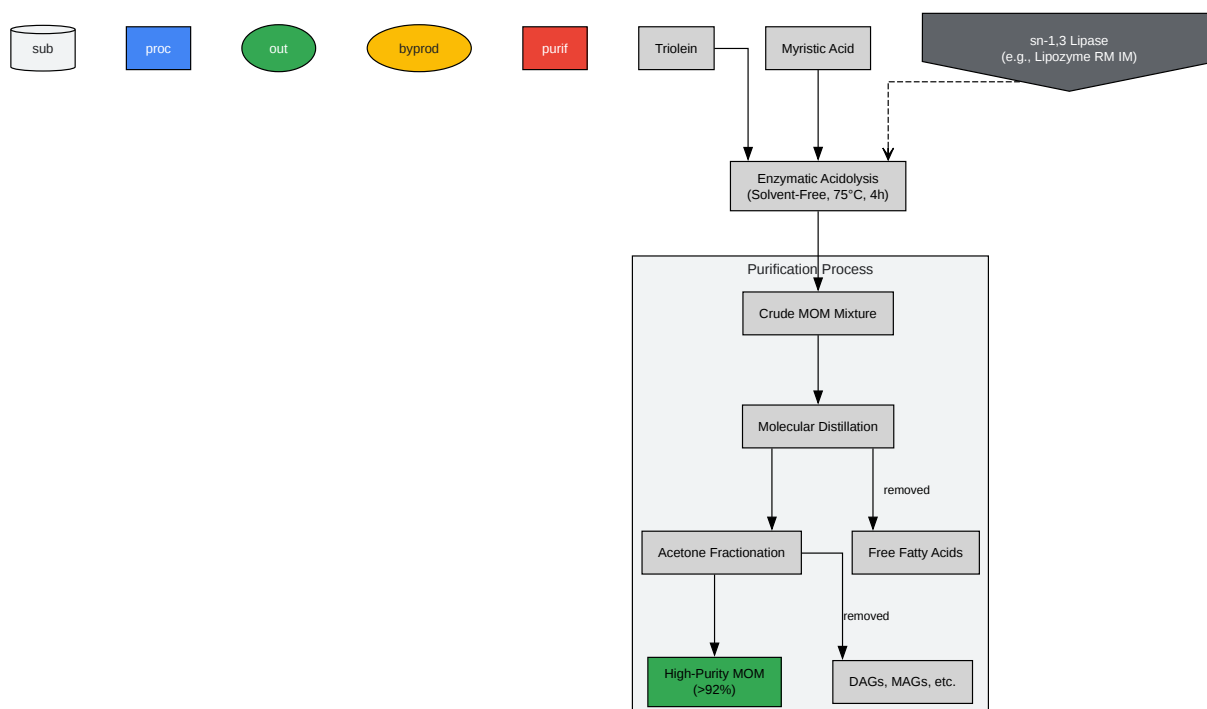 sub
proc
out
byprod
purif
Triolein
Myristic Acid
sn-1,3 Lipase
(e.g., Lipozyme RM IM)
Enzymatic Acidolysis
(Solvent-Free, 75°C, 4h)
Purification Process
Crude MOM Mixture
Molecular Distillation
removed
Acetone Fractionation
Free Fatty Acids
removed
High-Purity MOM
(>92%)
DAGs, MAGs, etc.